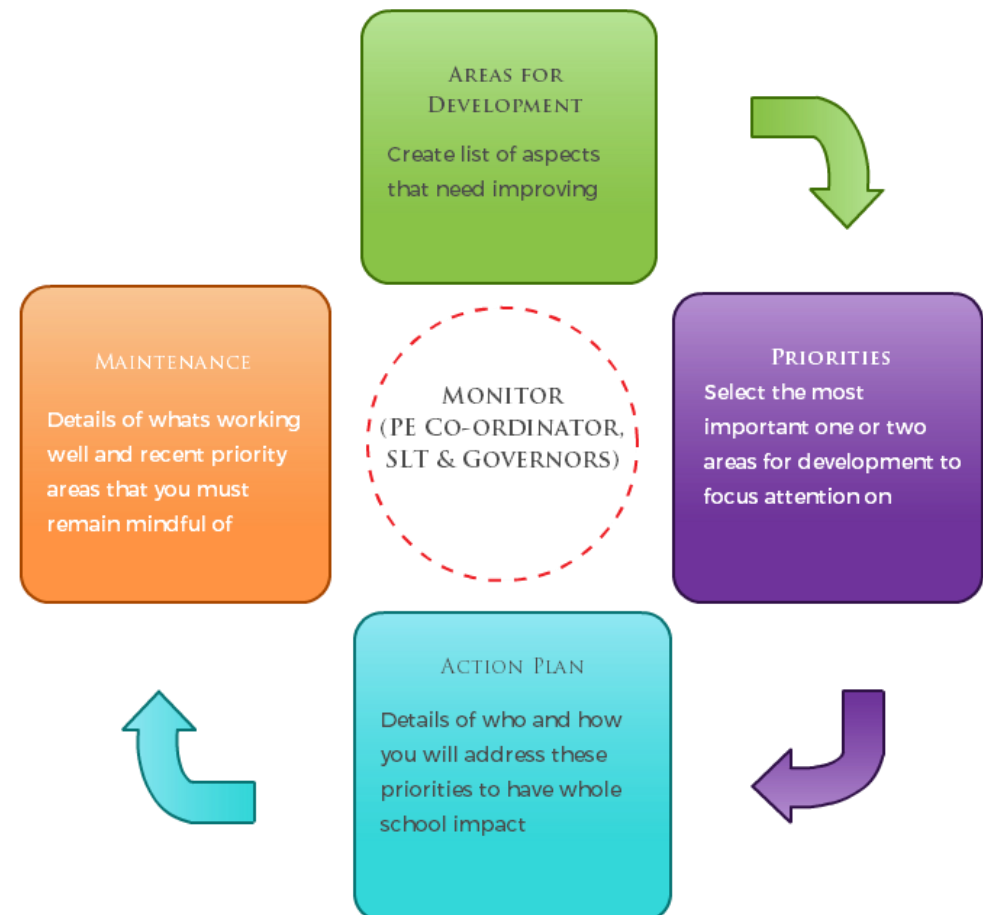 AREAS FOR
DEVELOPMENT
Create list of aspects
that need improving
PRIORITIES
Select the most
important one or two
areas for development to
focus attention on
ACTION PLAN
Details of who and how
you will address these
priorities to have whole
school impact
MAINTENANCE
Details of whats working
well and recent priority
areas that you must
remain mindful of
MONITOR
(PE CO-ORDINATOR,
SLT & GOVERNORS)